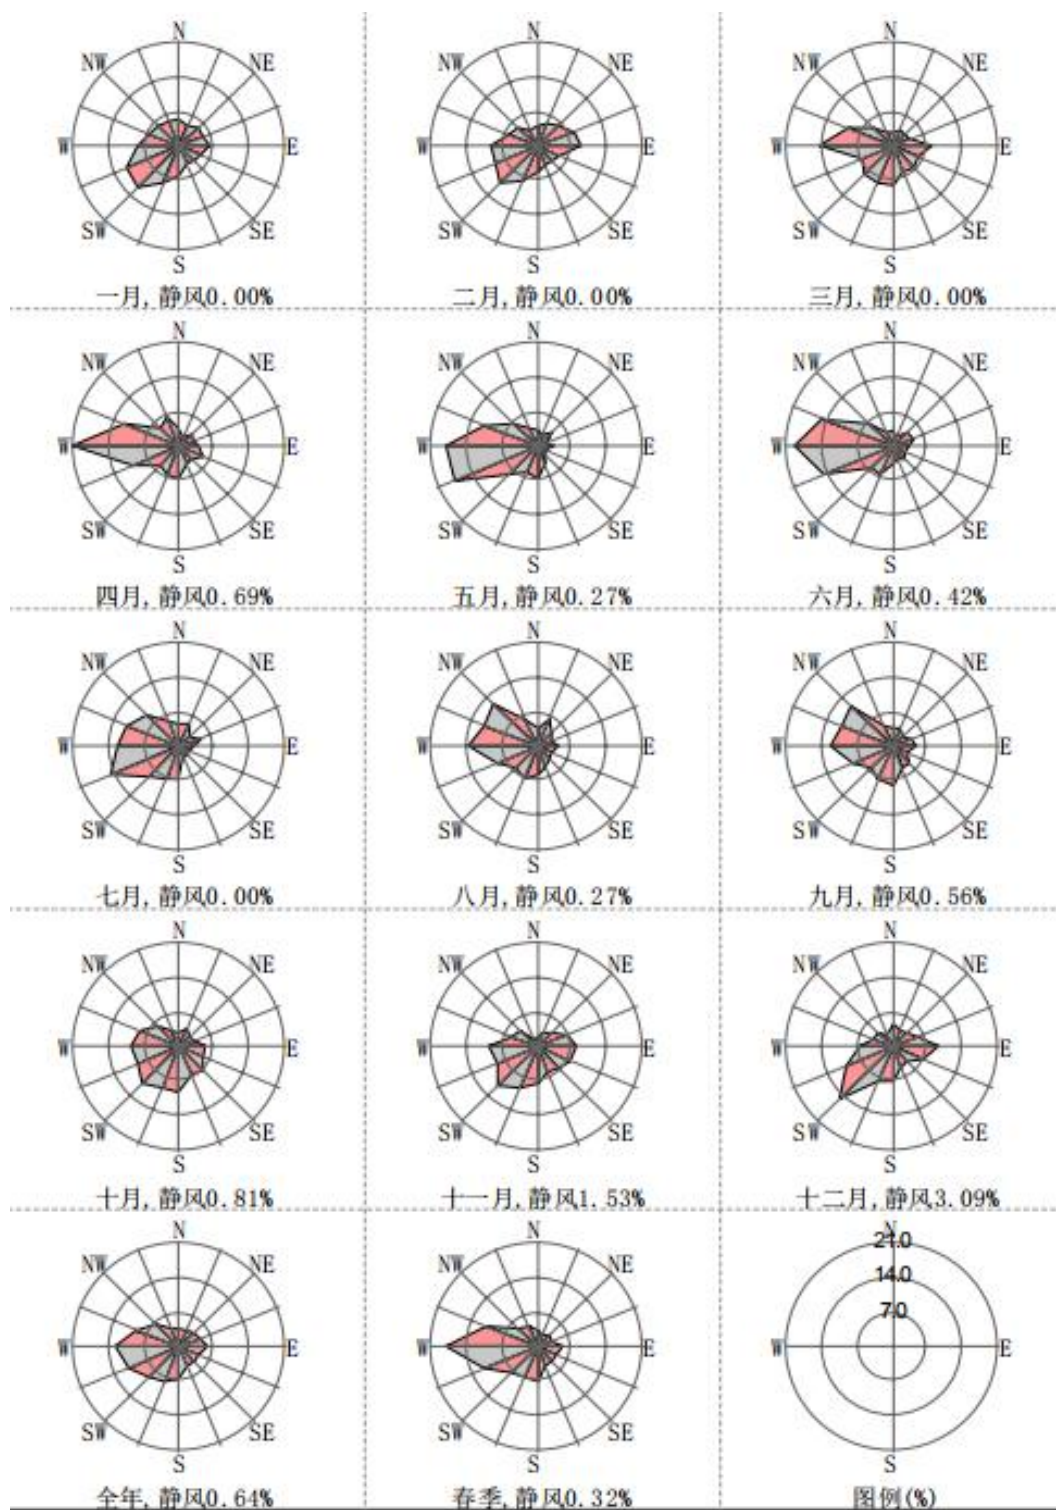 N N N
NW NE NW NE NW NE
W E W E W E
SW SE SW SE SW SE
S S S
一月,静风0.00% 二月,静风0.00% 三月,静风0.00%
N N N
NW NE NW NE NW NE
W E W E W E
SW SE SW SE SW SE
S S S
四月,静风0.69% 五月,静风0.27% 六月,静风0.42%
N N N
NW NE NW NE NW NE
W E W E W E
SW SE SW SE SW SE
S S S
七月,静风0.00% 八月,静风0.27% 九月,静风0.56%
N N N
NW NE NW NE NW NE
W E W E W E
SW SE SW SE SW SE
S S S
十月,静风0.81% 十一月,静风1.53% 十二月,静风3.09%
N N N
21.0
NW NE NW NE 14.0
7.0
W E W E W E
SW SE SW SE
S S S
全年,静风0.64% 春季,静风0.32% 图例(%)